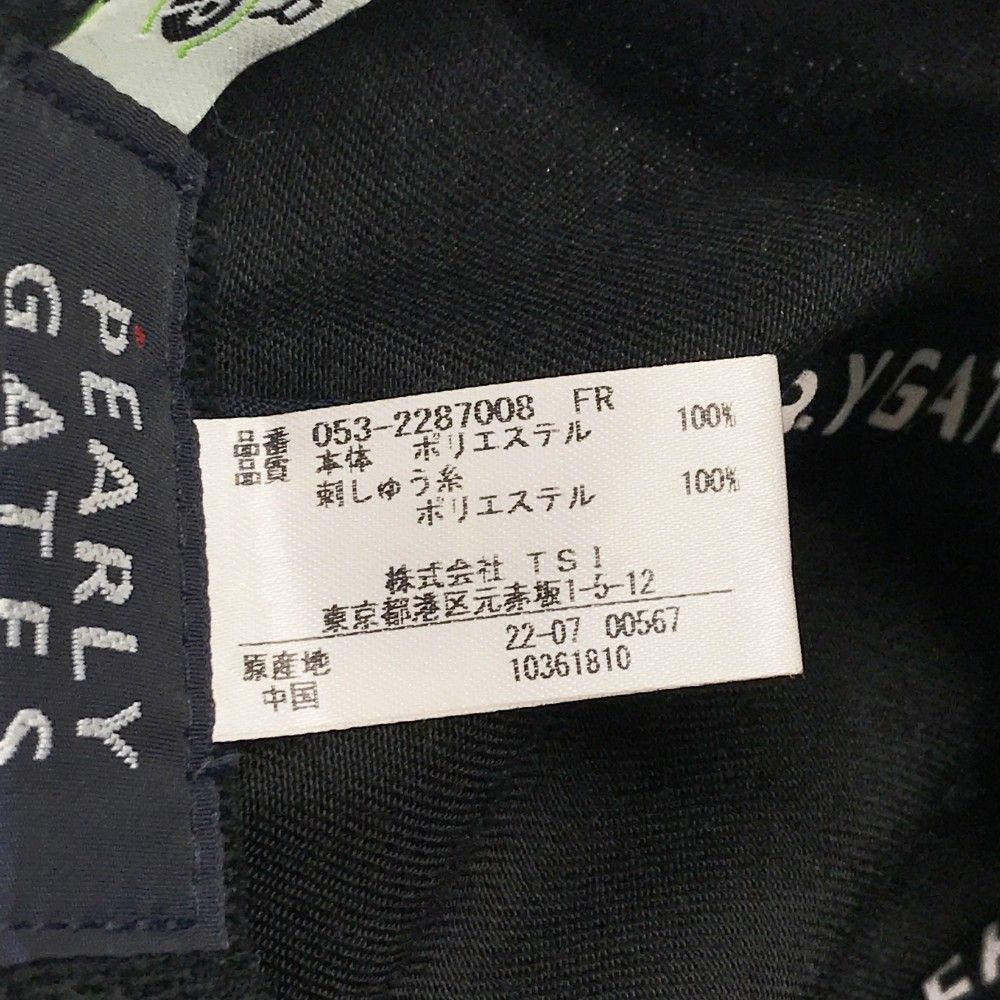 PEARLY
GATES
品番 053-2287008 FR
品質 本体 ポリエステル 100%
刺しゅう糸
ポリエステル 100%
株式会社 TSI
東京都港区元赤坂1-5-12
22-07 00567
原産地 10361810
中国
YGAT